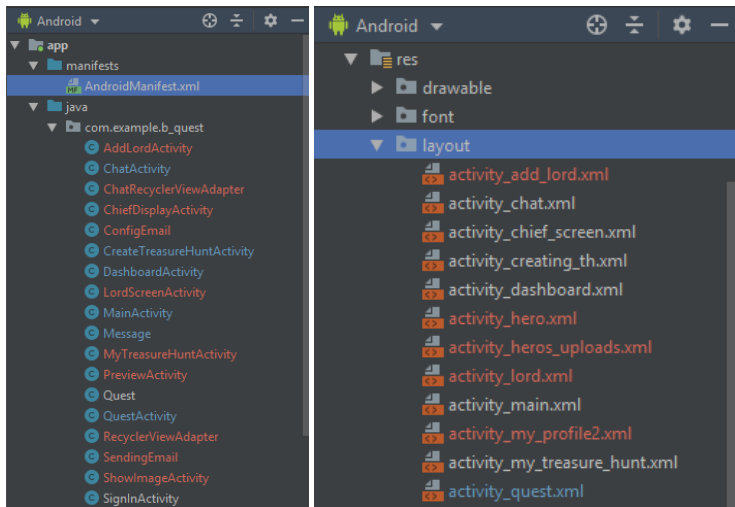 Android
app
manifests
AndroidManifest.xml
java
com.example.b_quest
AddLordActivity
ChatActivity
ChatRecyclerViewAdapter
ChiefDisplayActivity
ConfigEmail
CreateTreasureHuntActivity
DashboardActivity
LordScreenActivity
MainActivity
Message
MyTreasureHuntActivity
PreviewActivity
Quest
QuestActivity
RecyclerViewAdapter
SendingEmail
ShowImageActivity
SignInActivity
Android
res
drawable
font
layout
activity_add_lord.xml
activity_chat.xml
activity_chief_screen.xml
activity_creating_th.xml
activity_dashboard.xml
activity_hero.xml
activity_heros_uploads.xml
activity_lord.xml
activity_main.xml
activity_my_profile2.xml
activity_my_treasure_hunt.xml
activity_quest.xml